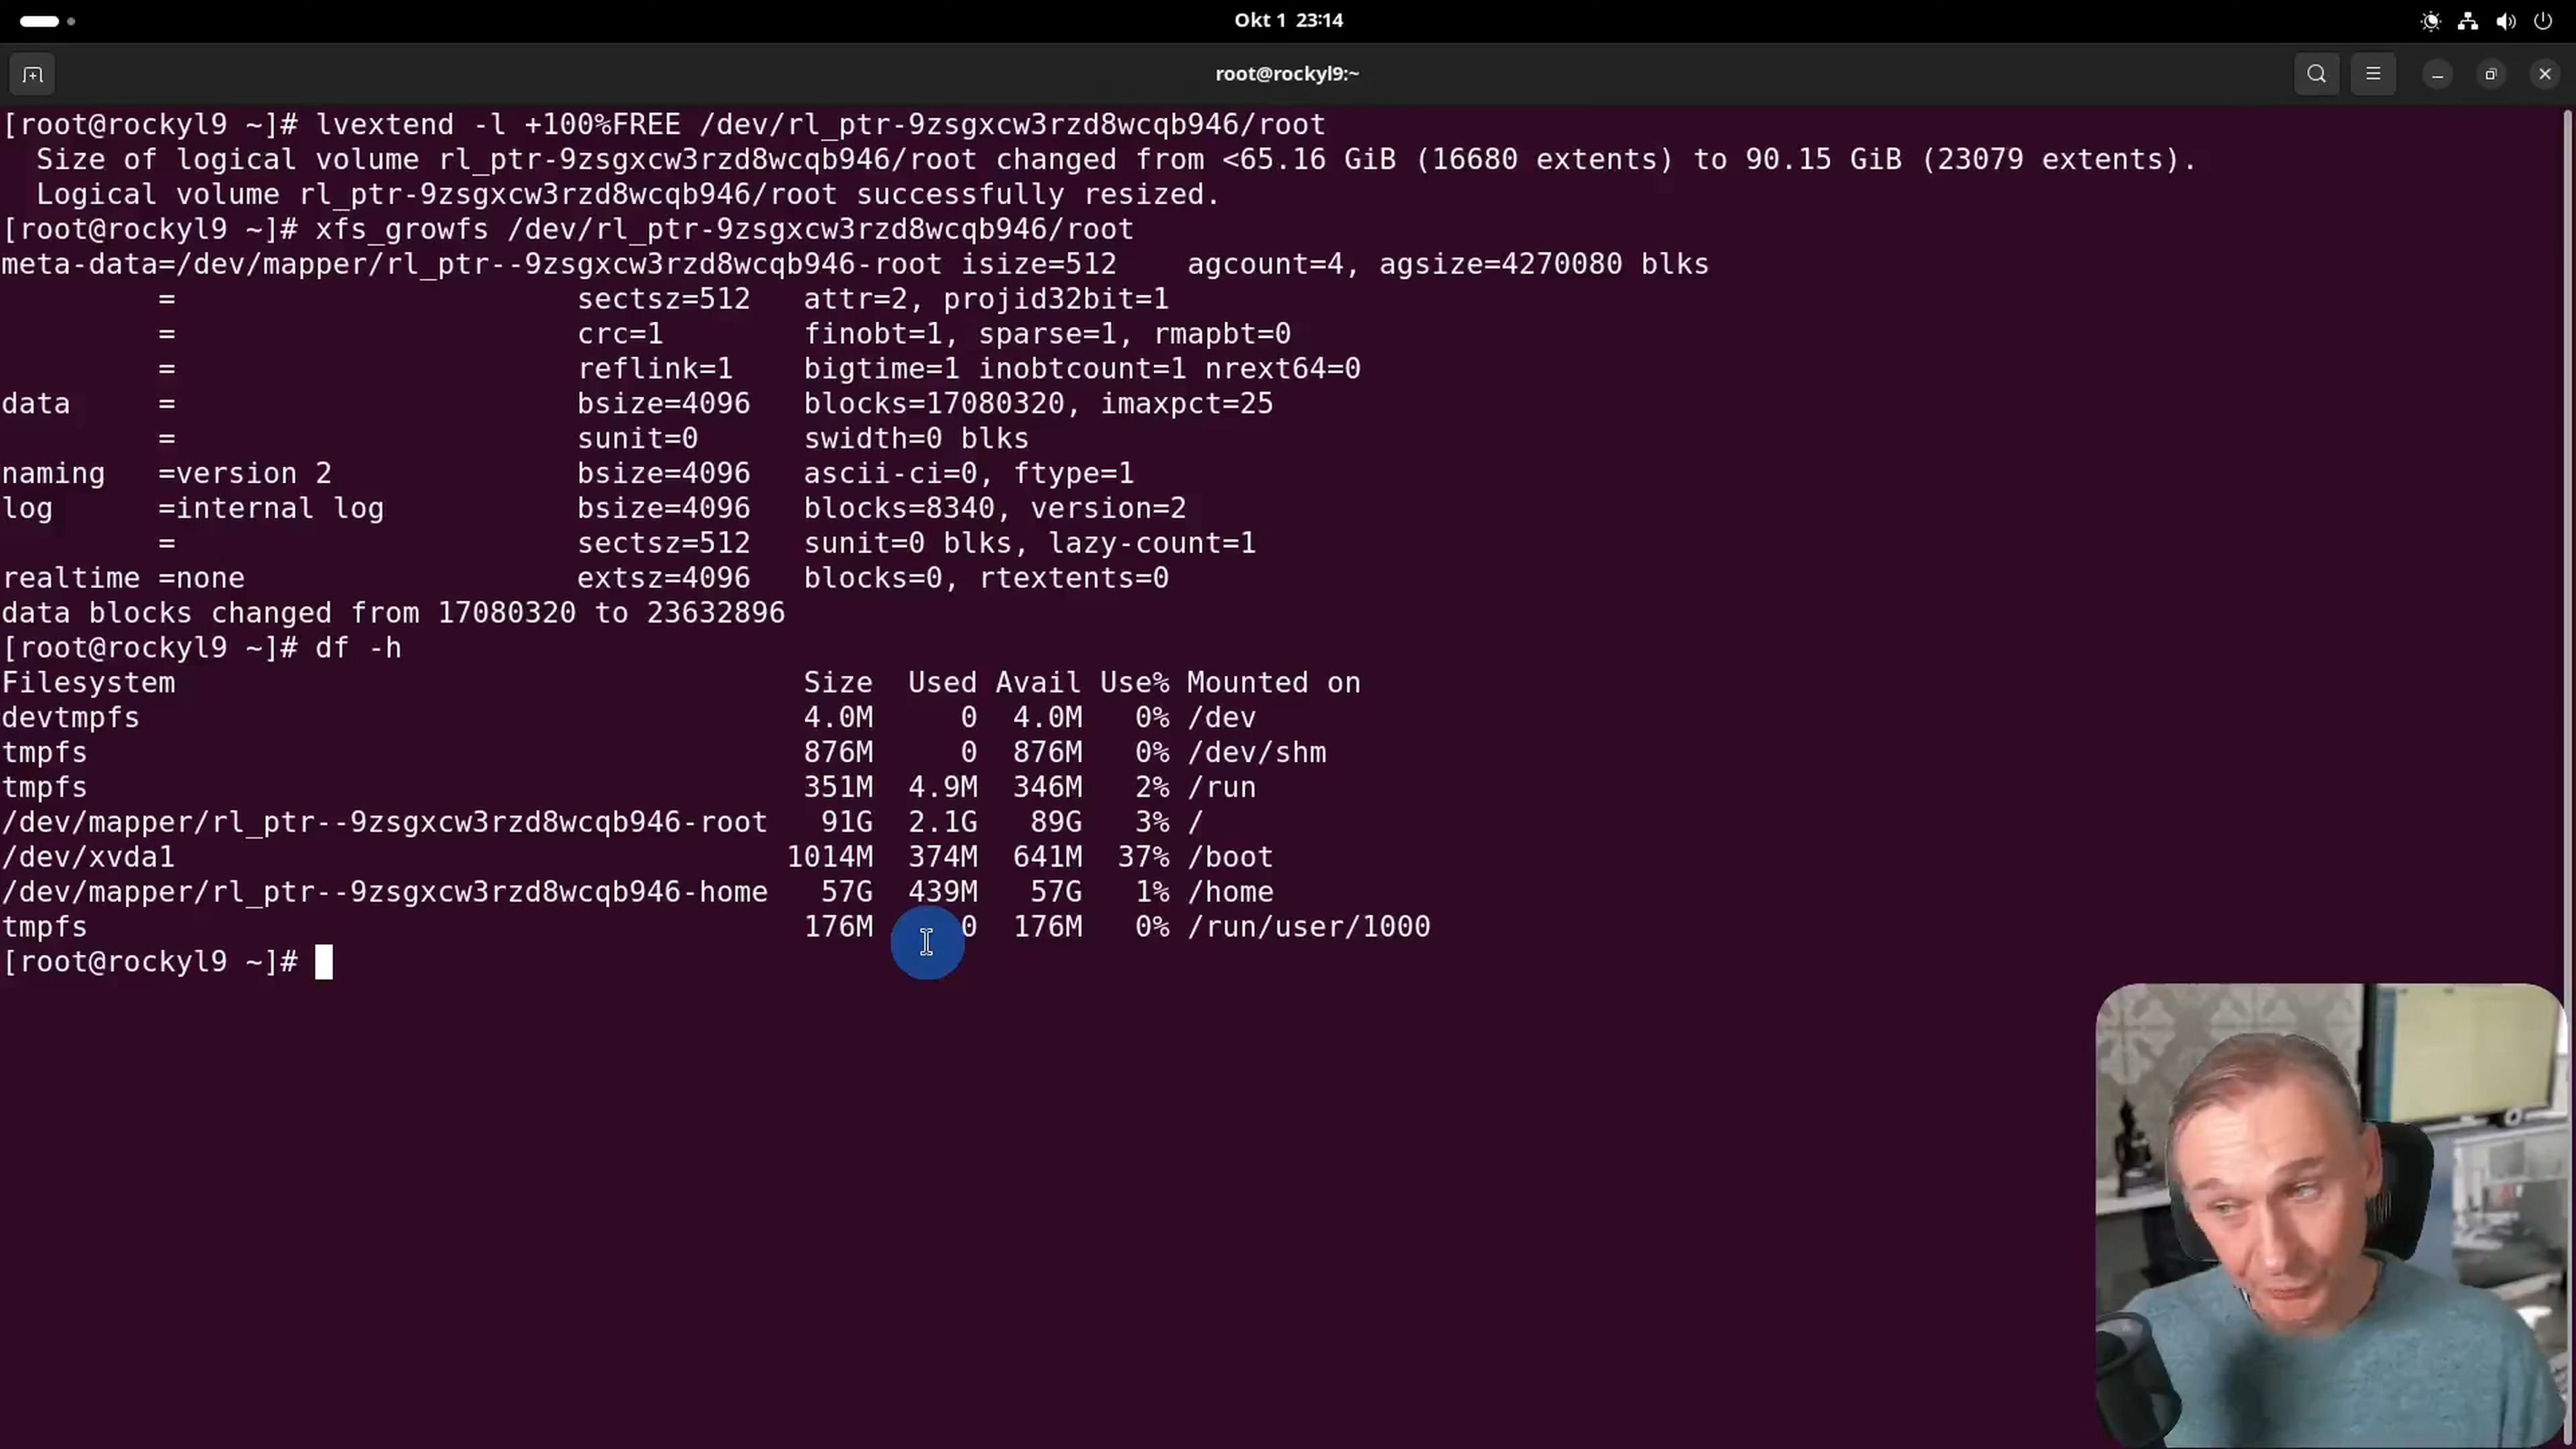 Okt 1 23:14
root@rockyl9:~
[root@rockyl9 ~]# lvextend -l +100%FREE /dev/rl_ptr-9zsgxcw3rzd8wcqb946/root
  Size of logical volume rl_ptr-9zsgxcw3rzd8wcqb946/root changed from <65.16 GiB (16680 extents) to 90.15 GiB (23079 extents).
  Logical volume rl_ptr-9zsgxcw3rzd8wcqb946/root successfully resized.
[root@rockyl9 ~]# xfs_growfs /dev/rl_ptr-9zsgxcw3rzd8wcqb946/root
meta-data=/dev/mapper/rl_ptr--9zsgxcw3rzd8wcqb946-root isize=512    agcount=4, agsize=4270080 blks
         =                       sectsz=512   attr=2, projid32bit=1
         =                       crc=1        finobt=1, sparse=1, rmapbt=0
         =                       reflink=1    bigtime=1 inobtcount=1 nrext64=0
data     =                       bsize=4096   blocks=17080320, imaxpct=25
         =                       sunit=0      swidth=0 blks
naming   =version 2              bsize=4096   ascii-ci=0, ftype=1
log      =internal log           bsize=4096   blocks=8340, version=2
         =                       sectsz=512   sunit=0 blks, lazy-count=1
realtime =none                   extsz=4096   blocks=0, rtextents=0
data blocks changed from 17080320 to 23632896
[root@rockyl9 ~]# df -h
Filesystem                                    Size  Used Avail Use% Mounted on
devtmpfs                                      4.0M     0  4.0M   0% /dev
tmpfs                                         876M     0  876M   0% /dev/shm
tmpfs                                         351M  4.9M  346M   2% /run
/dev/mapper/rl_ptr--9zsgxcw3rzd8wcqb946-root   91G  2.1G   89G   3% /
/dev/xvda1                                   1014M  374M  641M  37% /boot
/dev/mapper/rl_ptr--9zsgxcw3rzd8wcqb946-home   57G  439M   57G   1% /home
tmpfs                                         176M     0  176M   0% /run/user/1000
[root@rockyl9 ~]#